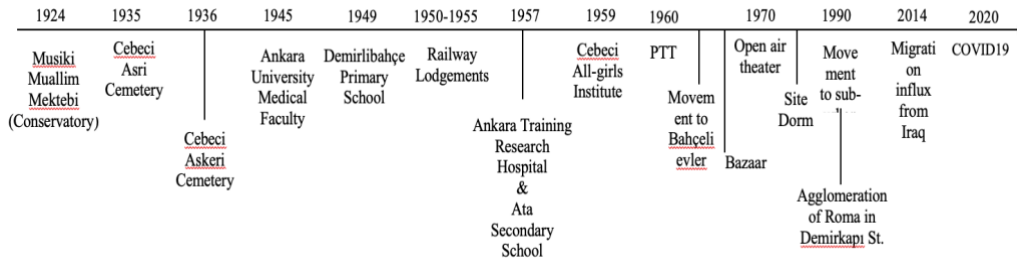 1924
1935
1936
1945
1949
1950-1955
1957
1959
1960
1970
1990
2014
2020
Musiki
Muallim
Mektebi
(Conservatory)
Cebeci
Asri
Cemetery
Cebeci
Askeri
Cemetery
Ankara
University
Medical
Faculty
Demirlibahçe
Primary
School
Railway
Lodgements
Ankara Training
Research
Hospital
&
Ata
Secondary
School
Cebeci
All-girls
Institute
PTT
Movem
ent to
Bahçeli
evler
Bazaar
Open air
theater
Site
Dorm
Move
ment
to sub-
Agglomeration
of Roma in
Demirkapı St.
Migrati
on
influx
from
Iraq
COVID19